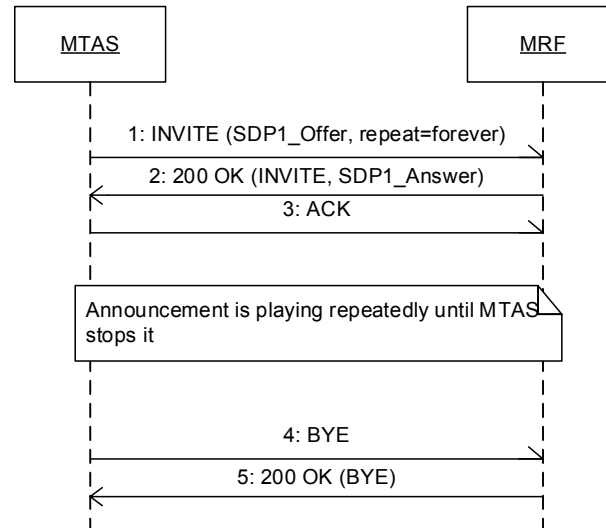 MTAS
MRF
1: INVITE (SDP1_Offer, repeat=forever)
2: 200 OK (INVITE, SDP1_Answer)
3: ACK
Announcement is playing repeatedly until MTAS
stops it
4: BYE
5: 200 OK (BYE)